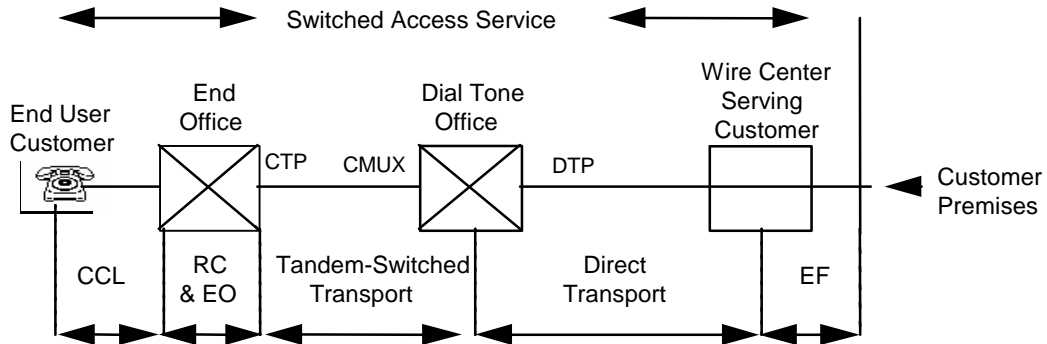 Switched Access Service
Wire Center
Serving
Customer
End
Office
Dial Tone
Office
End User
Customer
CTP
CMUX
DTP
Customer
Premises
CCL
RC
& EO
Tandem-Switched
Transport
Direct
Transport
EF